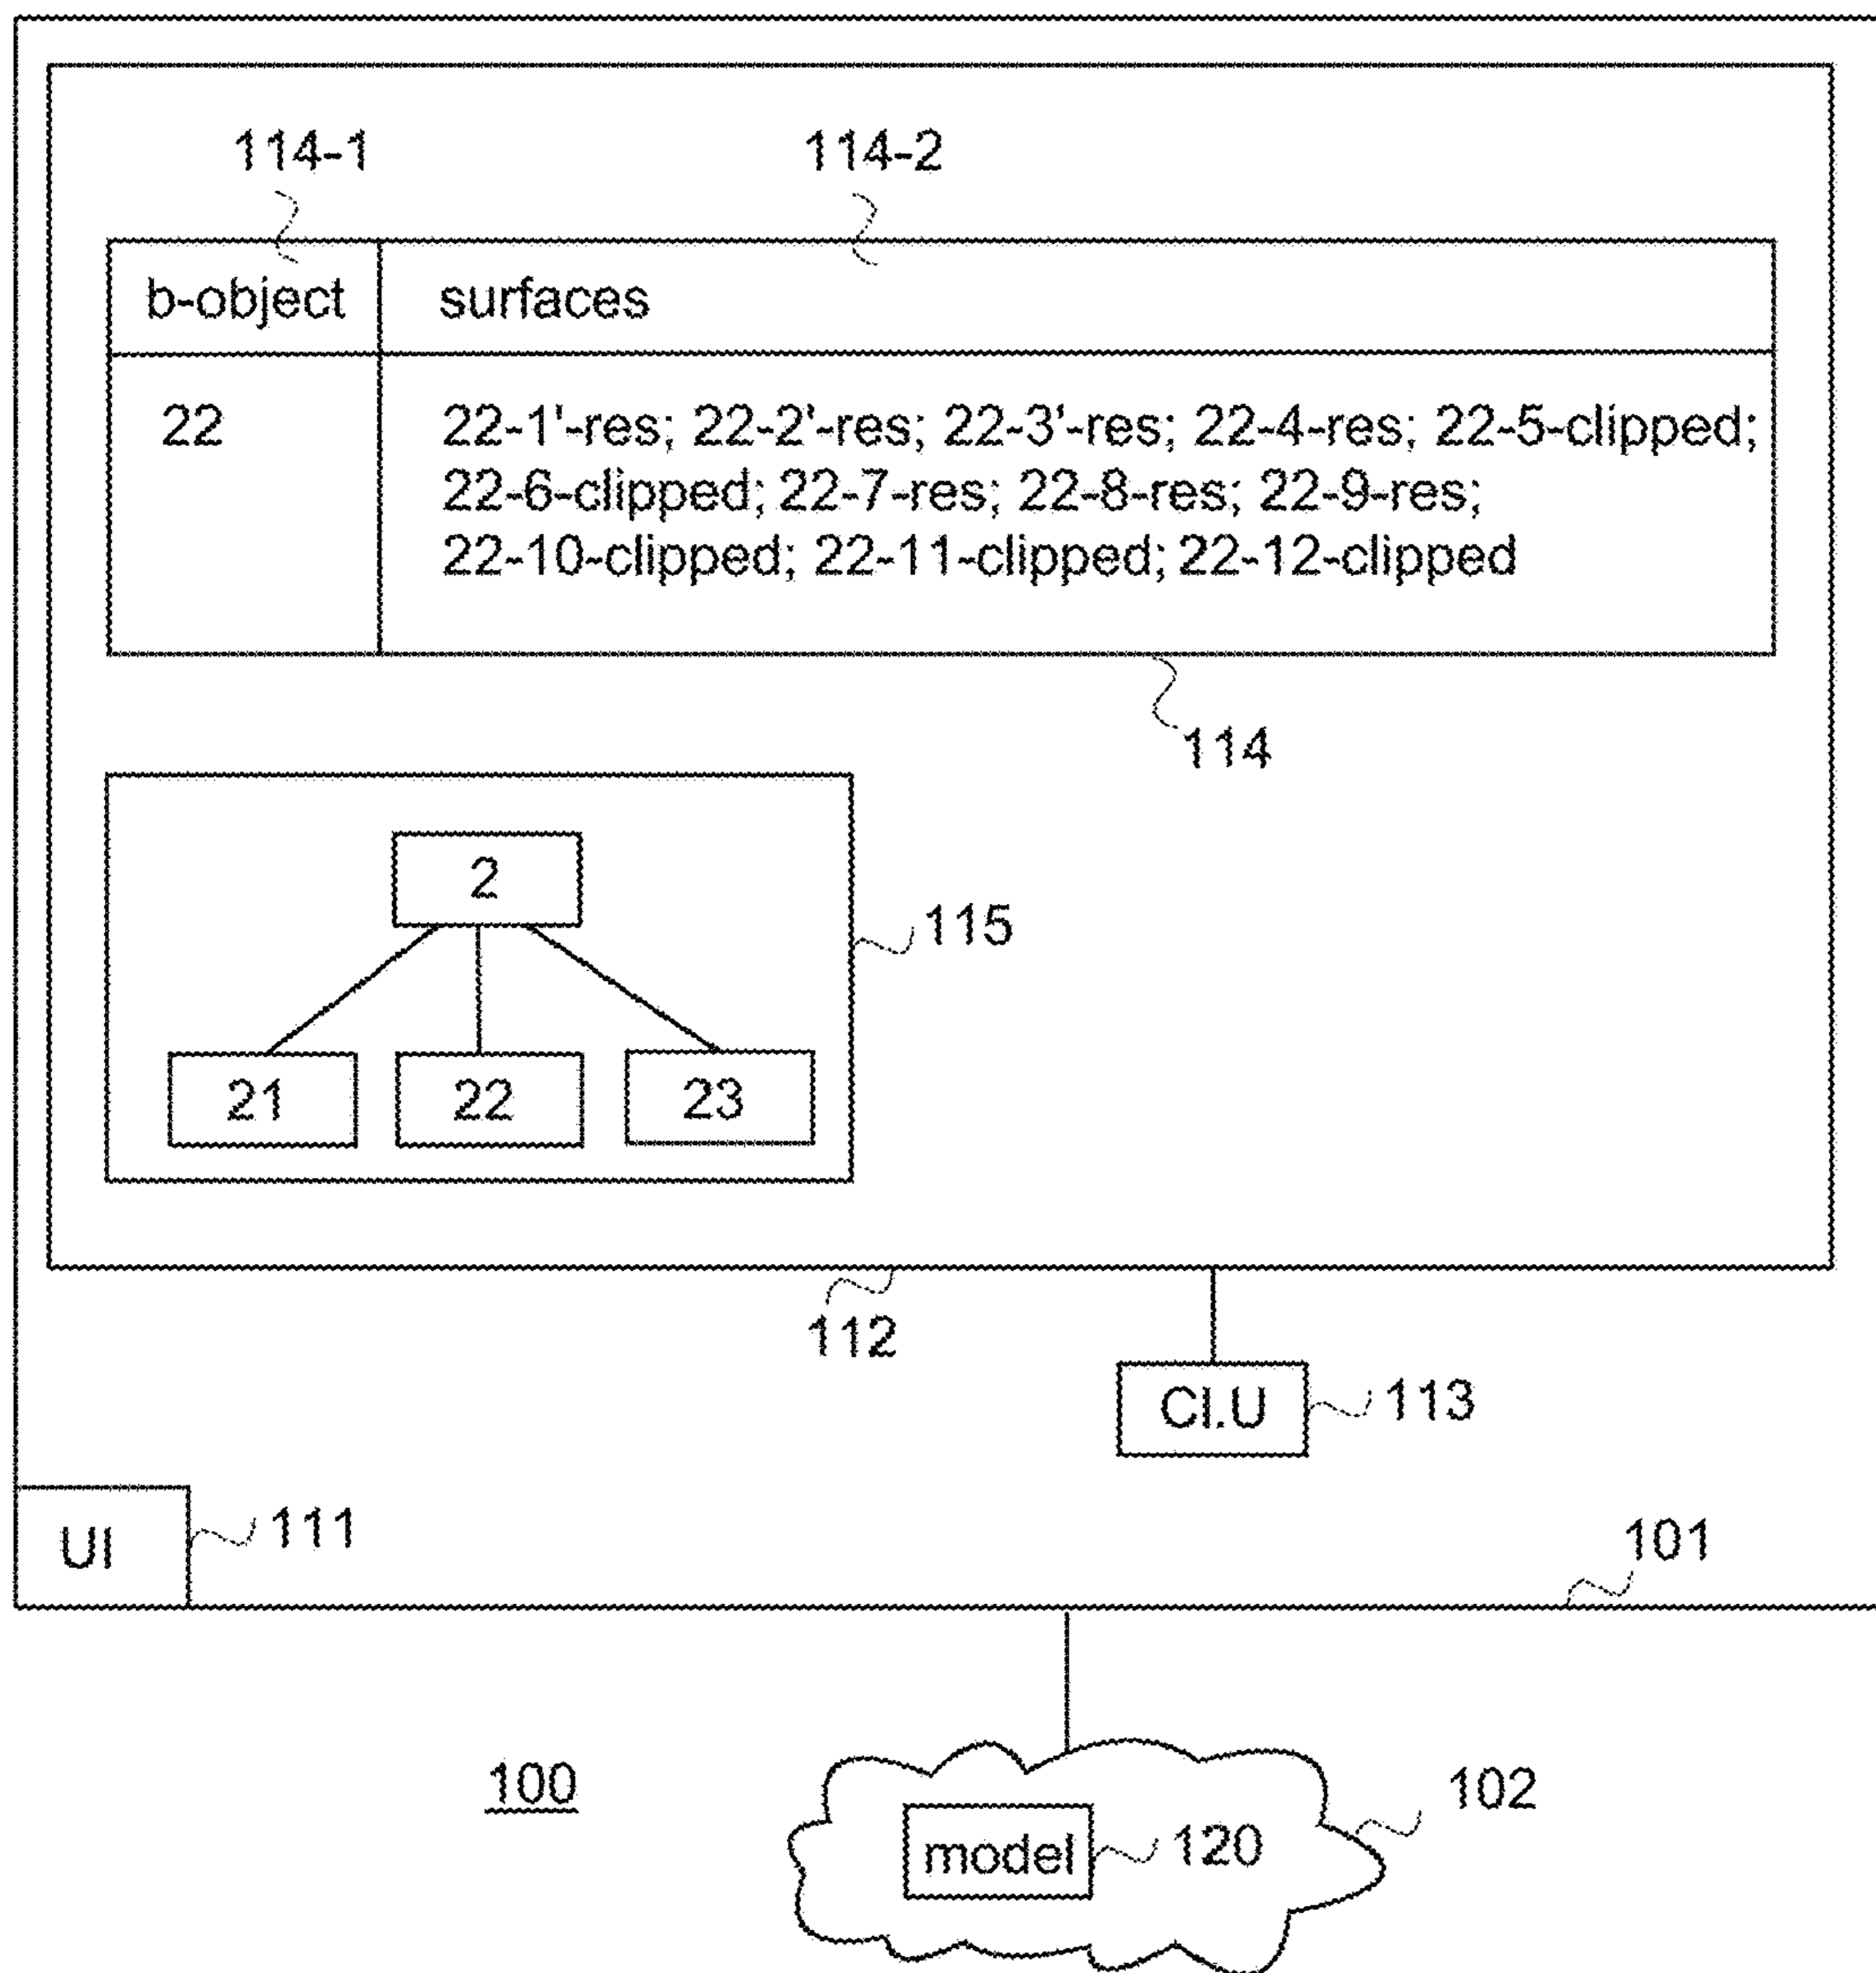 114-1
114-2
b-object
surfaces
22
22-1'-res; 22-2'-res; 22-3'-res; 22-4-res; 22-5-clipped;
22-6-clipped; 22-7-res; 22-8-res; 22-9-res;
22-10-clipped; 22-11-clipped; 22-12-clipped
114
2
115
21
22
23
112
Cl.U
113
UI
111
101
100
102
model
120